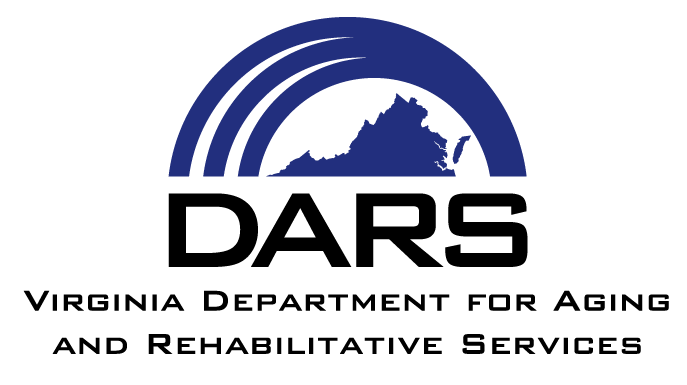 DARS
Virginia Department for Aging
and Rehabilitative Services